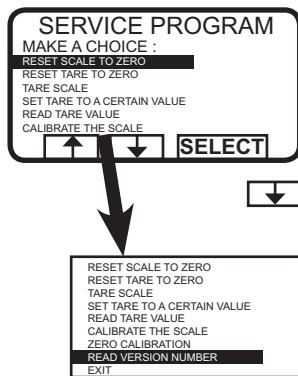 SERVICE PROGRAM
MAKE A CHOICE :
RESET SCALE TO ZERO
RESET TARE TO ZERO
TARE SCALE
SET TARE TO A CERTAIN VALUE
READ TARE VALUE
CALIBRATE THE SCALE
SELECT
RESET SCALE TO ZERO
RESET TARE TO ZERO
TARE SCALE
SET TARE TO A CERTAIN VALUE
READ TARE VALUE
CALIBRATE THE SCALE
ZERO CALIBRATION
READ VERSION NUMBER
EXIT